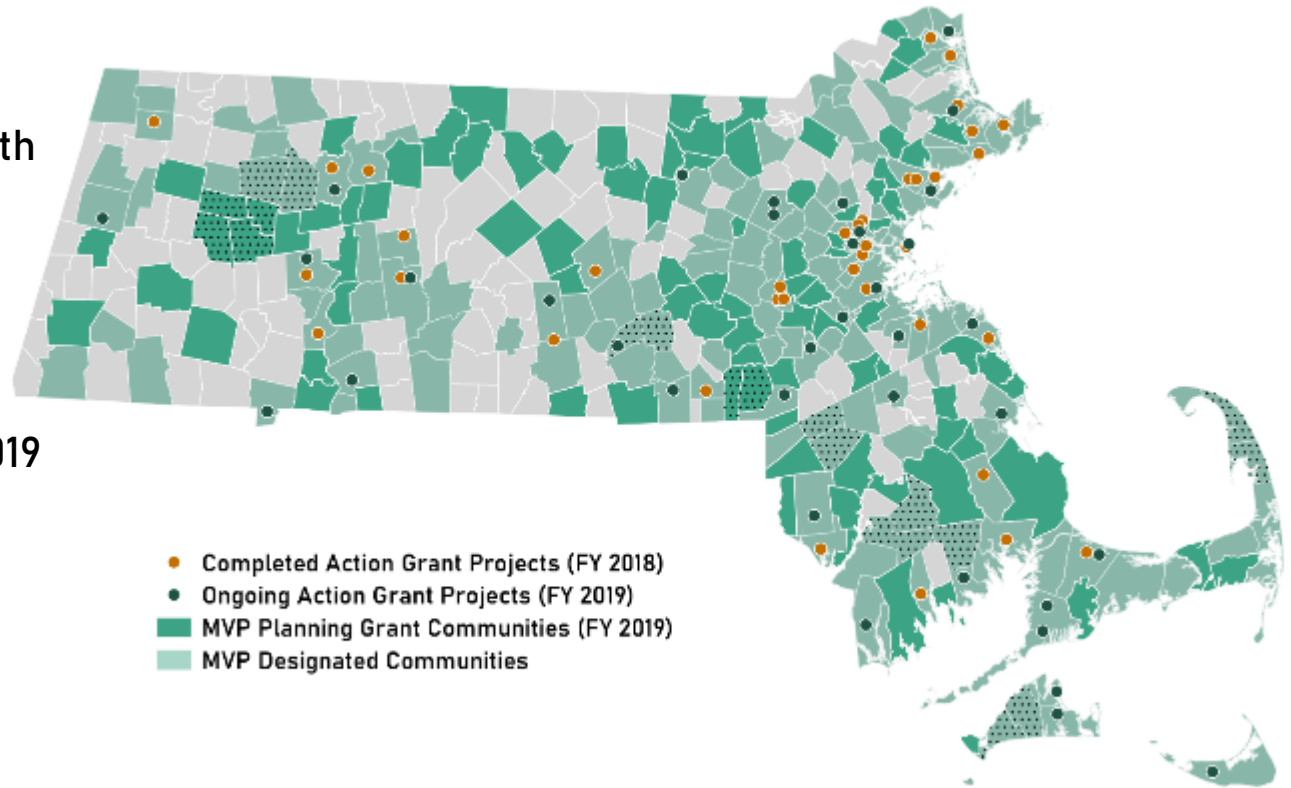 th
019
Completed Action Grant Projects (FY 2018)
Ongoing Action Grant Projects (FY 2019)
MVP Planning Grant Communities (FY 2019)
MVP Designated Communities